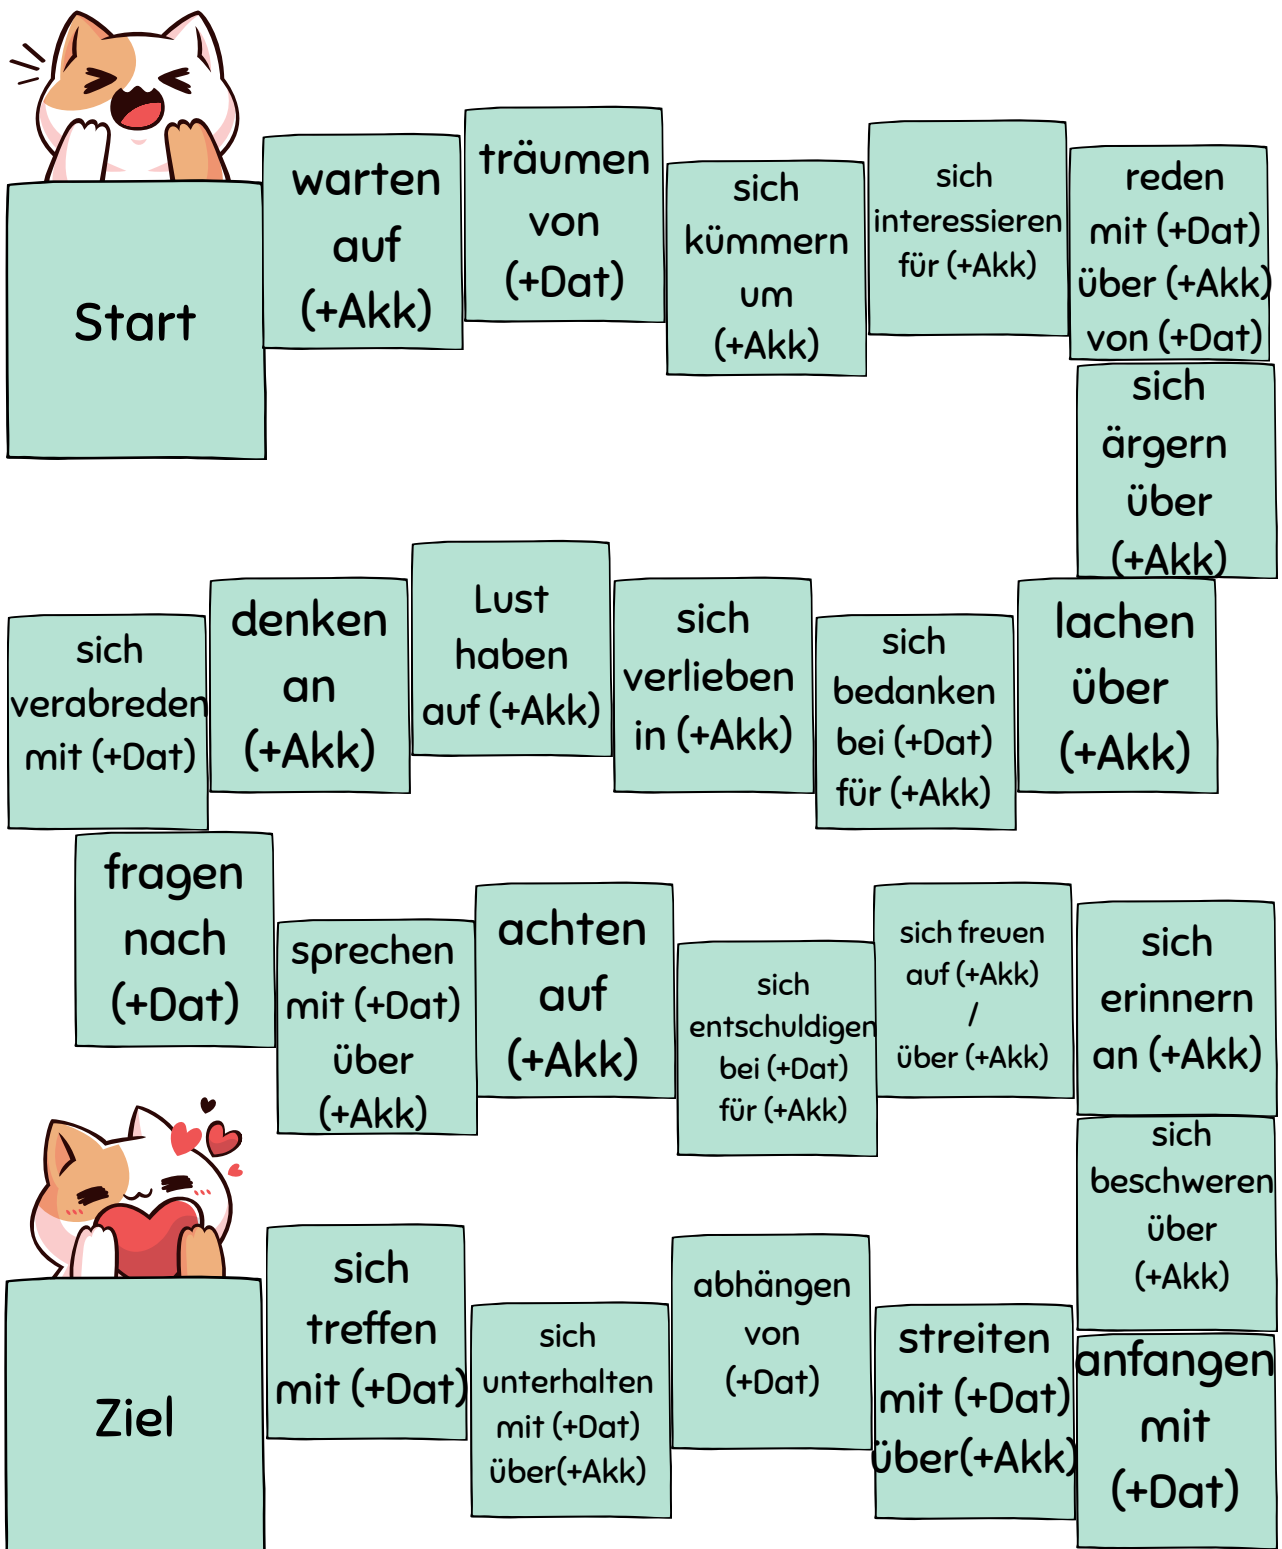 Start
warten
auf
(+Akk)
träumen
von
(+Dat)
sich
kümmern
um
(+Akk)
sich
interessieren
für (+Akk)
reden
mit (+Dat)
über (+Akk)
von (+Dat)
sich
ärgern
über
(+Akk)
lachen
über
(+Akk)
sich
bedanken
bei (+Dat)
für (+Akk)
sich
verlieben
in (+Akk)
Lust
haben
auf (+Akk)
denken
an
(+Akk)
sich
verabreden
mit (+Dat)
fragen
nach
(+Dat)
sprechen
mit (+Dat)
über
(+Akk)
achten
auf
(+Akk)
sich
entschuldigen
bei (+Dat)
für (+Akk)
sich freuen
auf (+Akk)
/
über (+Akk)
sich
erinnern
an (+Akk)
sich
beschweren
über
(+Akk)
anfangen
mit
(+Dat)
streiten
mit (+Dat)
über(+Akk)
abhängen
von
(+Dat)
sich
unterhalten
mit (+Dat)
über(+Akk)
sich
treffen
mit (+Dat)
Ziel